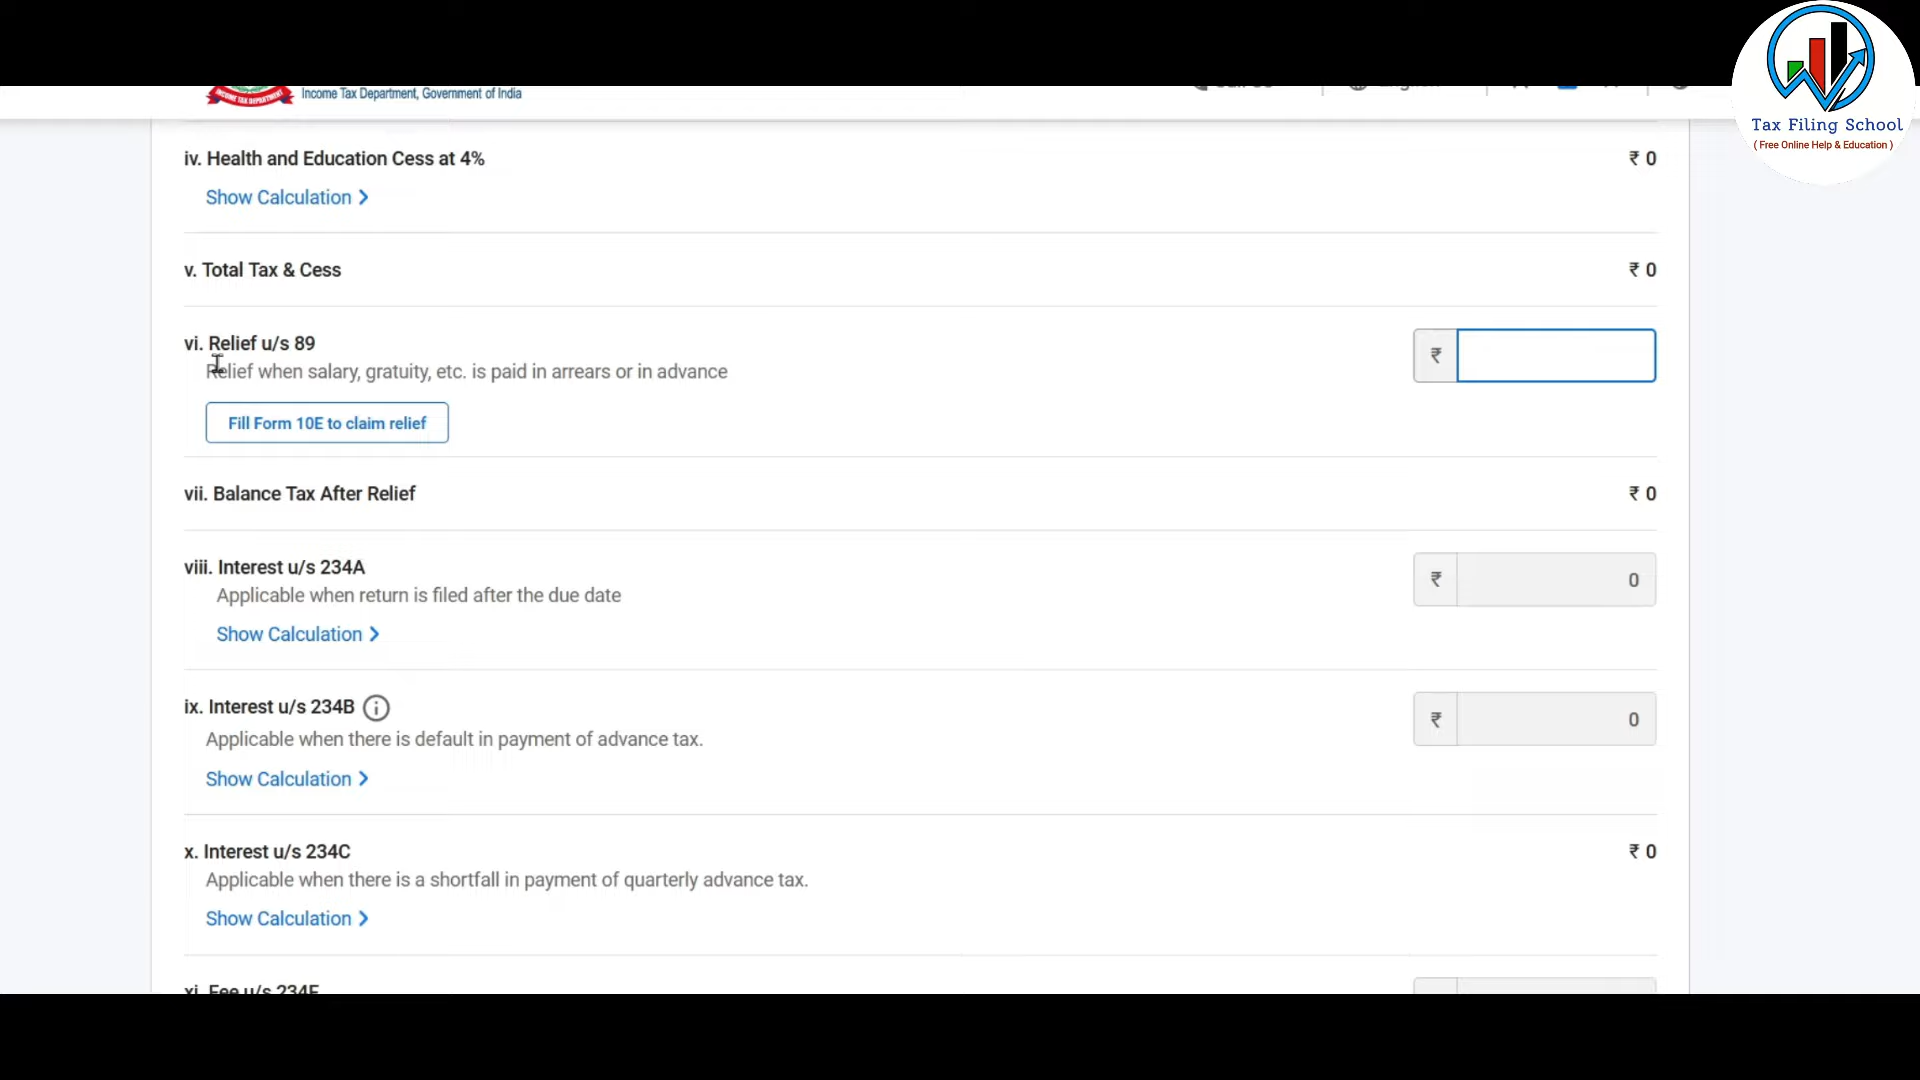 Income Tax Department, Government of India
Tax Filing School
( Free Online Help & Education )
iv. Health and Education Cess at 4%
₹ 0
Show Calculation
v. Total Tax & Cess
₹ 0
vi. Relief u/s 89
Relief when salary, gratuity, etc. is paid in arrears or in advance
₹
Fill Form 10E to claim relief
vii. Balance Tax After Relief
₹ 0
viii. Interest u/s 234A
Applicable when return is filed after the due date
₹ 0
Show Calculation
ix. Interest u/s 234B
Applicable when there is default in payment of advance tax.
₹ 0
Show Calculation
x. Interest u/s 234C
₹ 0
Applicable when there is a shortfall in payment of quarterly advance tax.
Show Calculation
xi. Fee u/s 234F